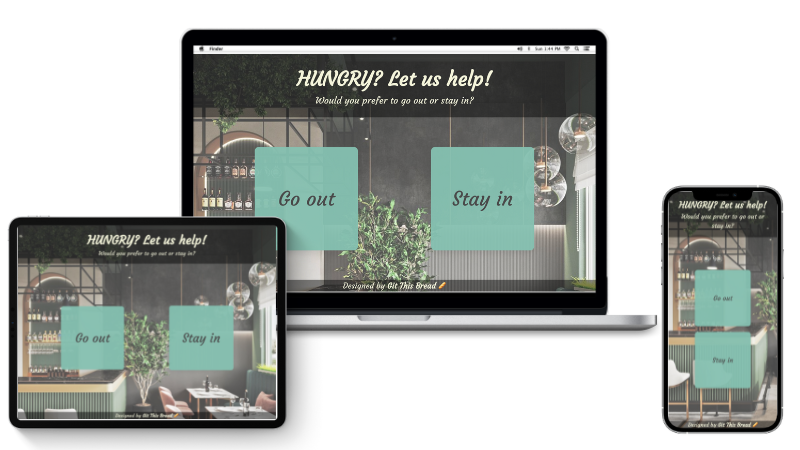 Finder
Sun 1:44 PM
HUNGRY? Let us help!
Would you prefer to go out or stay in?
Go out
Stay in
Designed by Git This Bread 🥖
HUNGRY? Let us help!
Would you prefer to go out or stay in?
Go out
Stay in
Designed by Git This Bread 🥖
HUNGRY? Let us help!
Would you prefer to go out or
stay in?
Go out
Stay in
Designed by Git This Bread 🥖